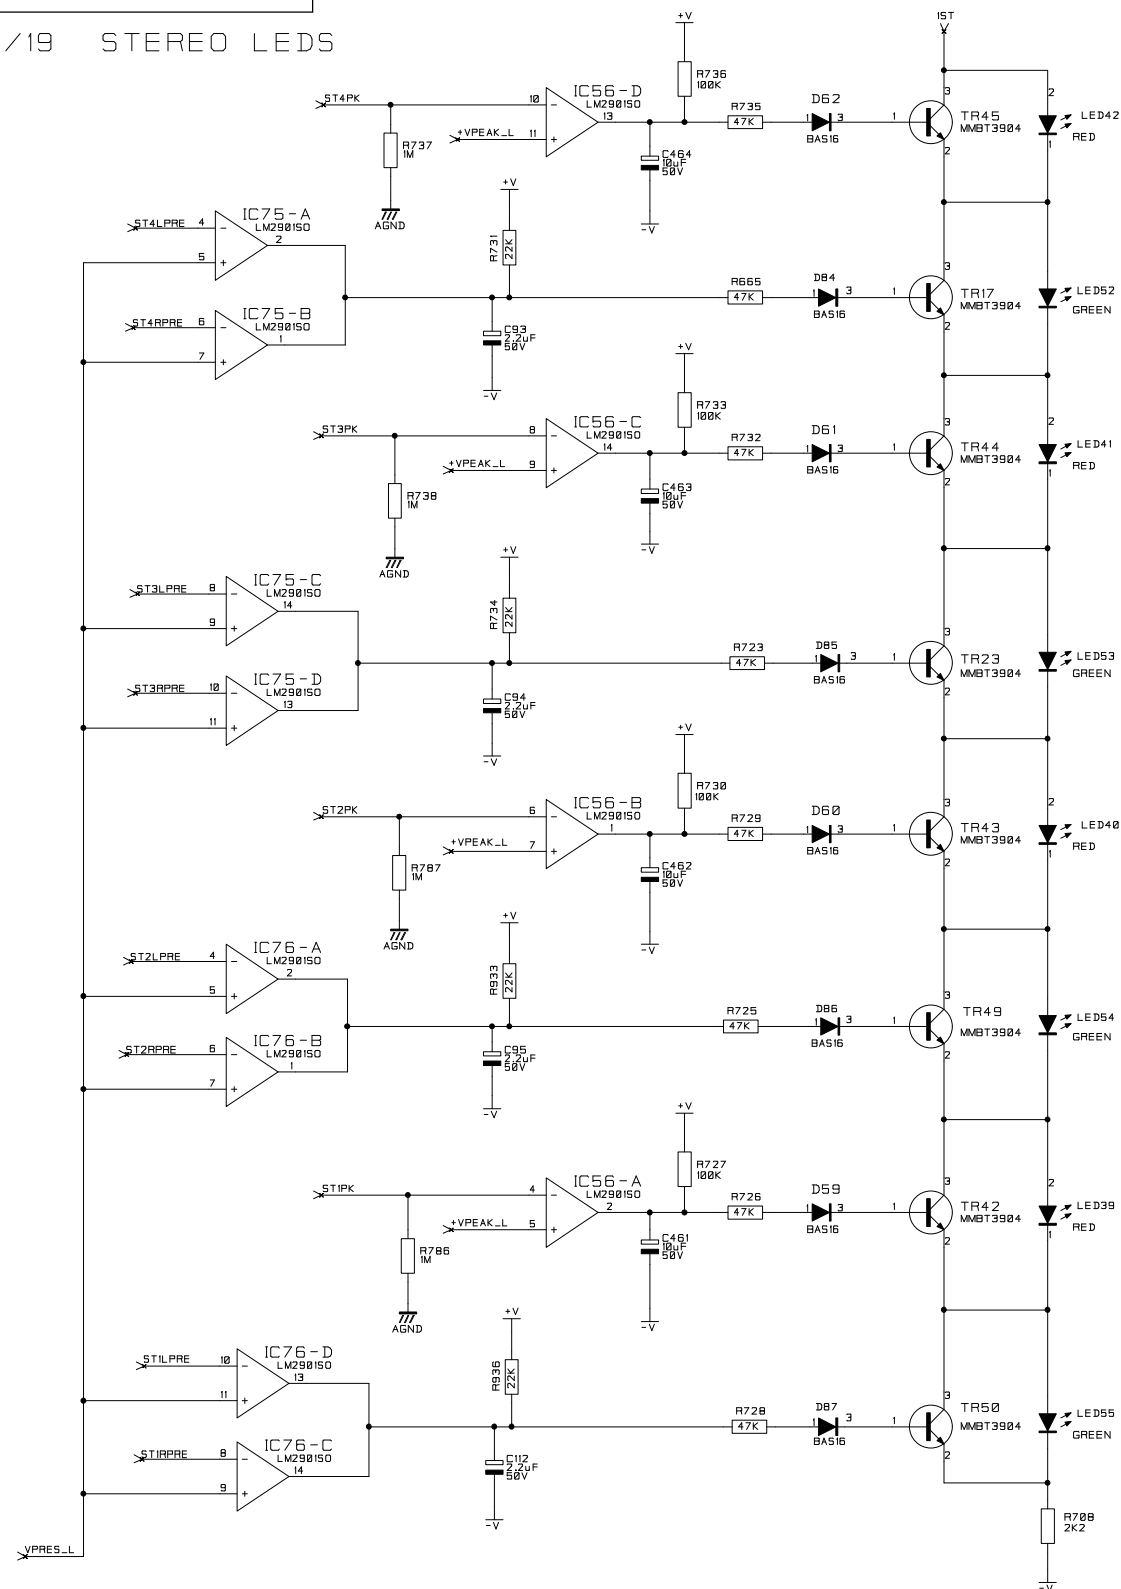 /19 STEREO LEDS
+V
1ST
ST4PK
10
IC56-D
LM2901SO
13
+VPEAK_L
11
R737
1M
AGND
R736
100K
C464
10uF
50V
-V
R735
47K
D62
1 3
BAS16
1
3
TR45
MMBT3904
2
2
LED42
RED
1
ST4LPRE 4
IC75-A
LM2901SO
2
5
ST4RPRE 6
IC75-B
LM2901SO
1
7
+V
R731
22K
C93
2.2uF
50V
-V
R665
47K
D84
1 3
BAS16
1
3
TR17
MMBT3904
2
LED52
GREEN
ST3PK
8
IC56-C
LM2901SO
14
+VPEAK_L
9
R738
1M
AGND
+V
R733
100K
C463
10uF
50V
-V
R732
47K
D61
1 3
BAS16
1
3
TR44
MMBT3904
2
2
LED41
RED
1
ST3LPRE 8
IC75-C
LM2901SO
14
9
ST3RPRE 10
IC75-D
LM2901SO
13
11
+V
R734
22K
C94
2.2uF
50V
-V
R723
47K
D85
1 3
BAS16
1
3
TR23
MMBT3904
2
LED53
GREEN
ST2PK
6
IC56-B
LM2901SO
1
+VPEAK_L
7
R787
1M
AGND
+V
R730
100K
C462
10uF
50V
-V
R729
47K
D60
1 3
BAS16
1
3
TR43
MMBT3904
2
2
LED40
RED
1
ST2LPRE 4
IC76-A
LM2901SO
2
5
ST2RPRE 6
IC76-B
LM2901SO
1
7
+V
R933
22K
C95
2.2uF
50V
-V
R725
47K
D86
1 3
BAS16
1
3
TR49
MMBT3904
2
LED54
GREEN
ST1PK
4
IC56-A
LM2901SO
2
+VPEAK_L
5
R786
1M
AGND
+V
R727
100K
C461
10uF
50V
-V
R726
47K
D59
1 3
BAS16
1
3
TR42
MMBT3904
2
2
LED39
RED
1
ST1LPRE 10
IC76-D
LM2901SO
13
11
ST1RPRE 8
IC76-C
LM2901SO
14
9
+V
R936
22K
C112
2.2uF
50V
-V
R728
47K
D87
1 3
BAS16
1
3
TR50
MMBT3904
2
LED55
GREEN
R708
2K2
VPRES_L
-V